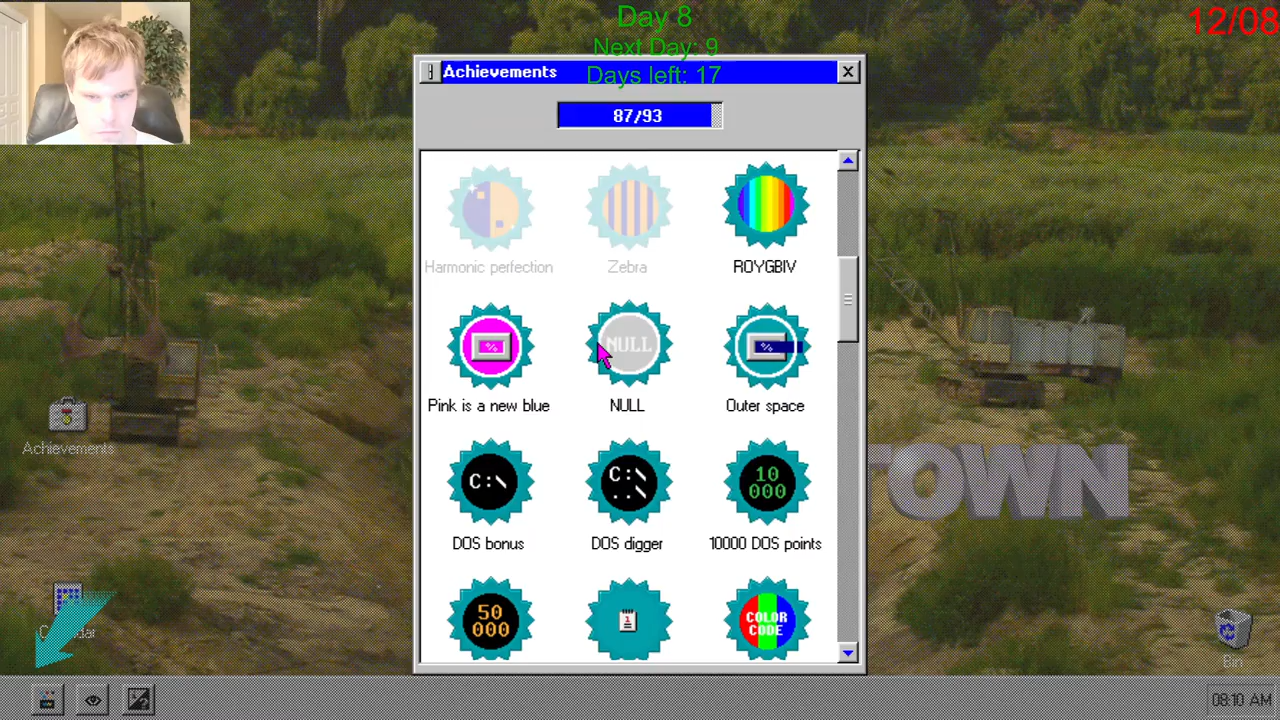 Day 8
Next Day: 9
Days left: 17
12/08
Achievements
87/93
Harmonic perfection
Zebra
ROYGBIV
%
NULL
%
Pink is a new blue
NULL
Outer space
C:\
C:\
..\
10
000
DOS bonus
DOS digger
10000 DOS points
50
000
1
COLOR
CODE
Achievements
TOWN
Bin
08:10 AM